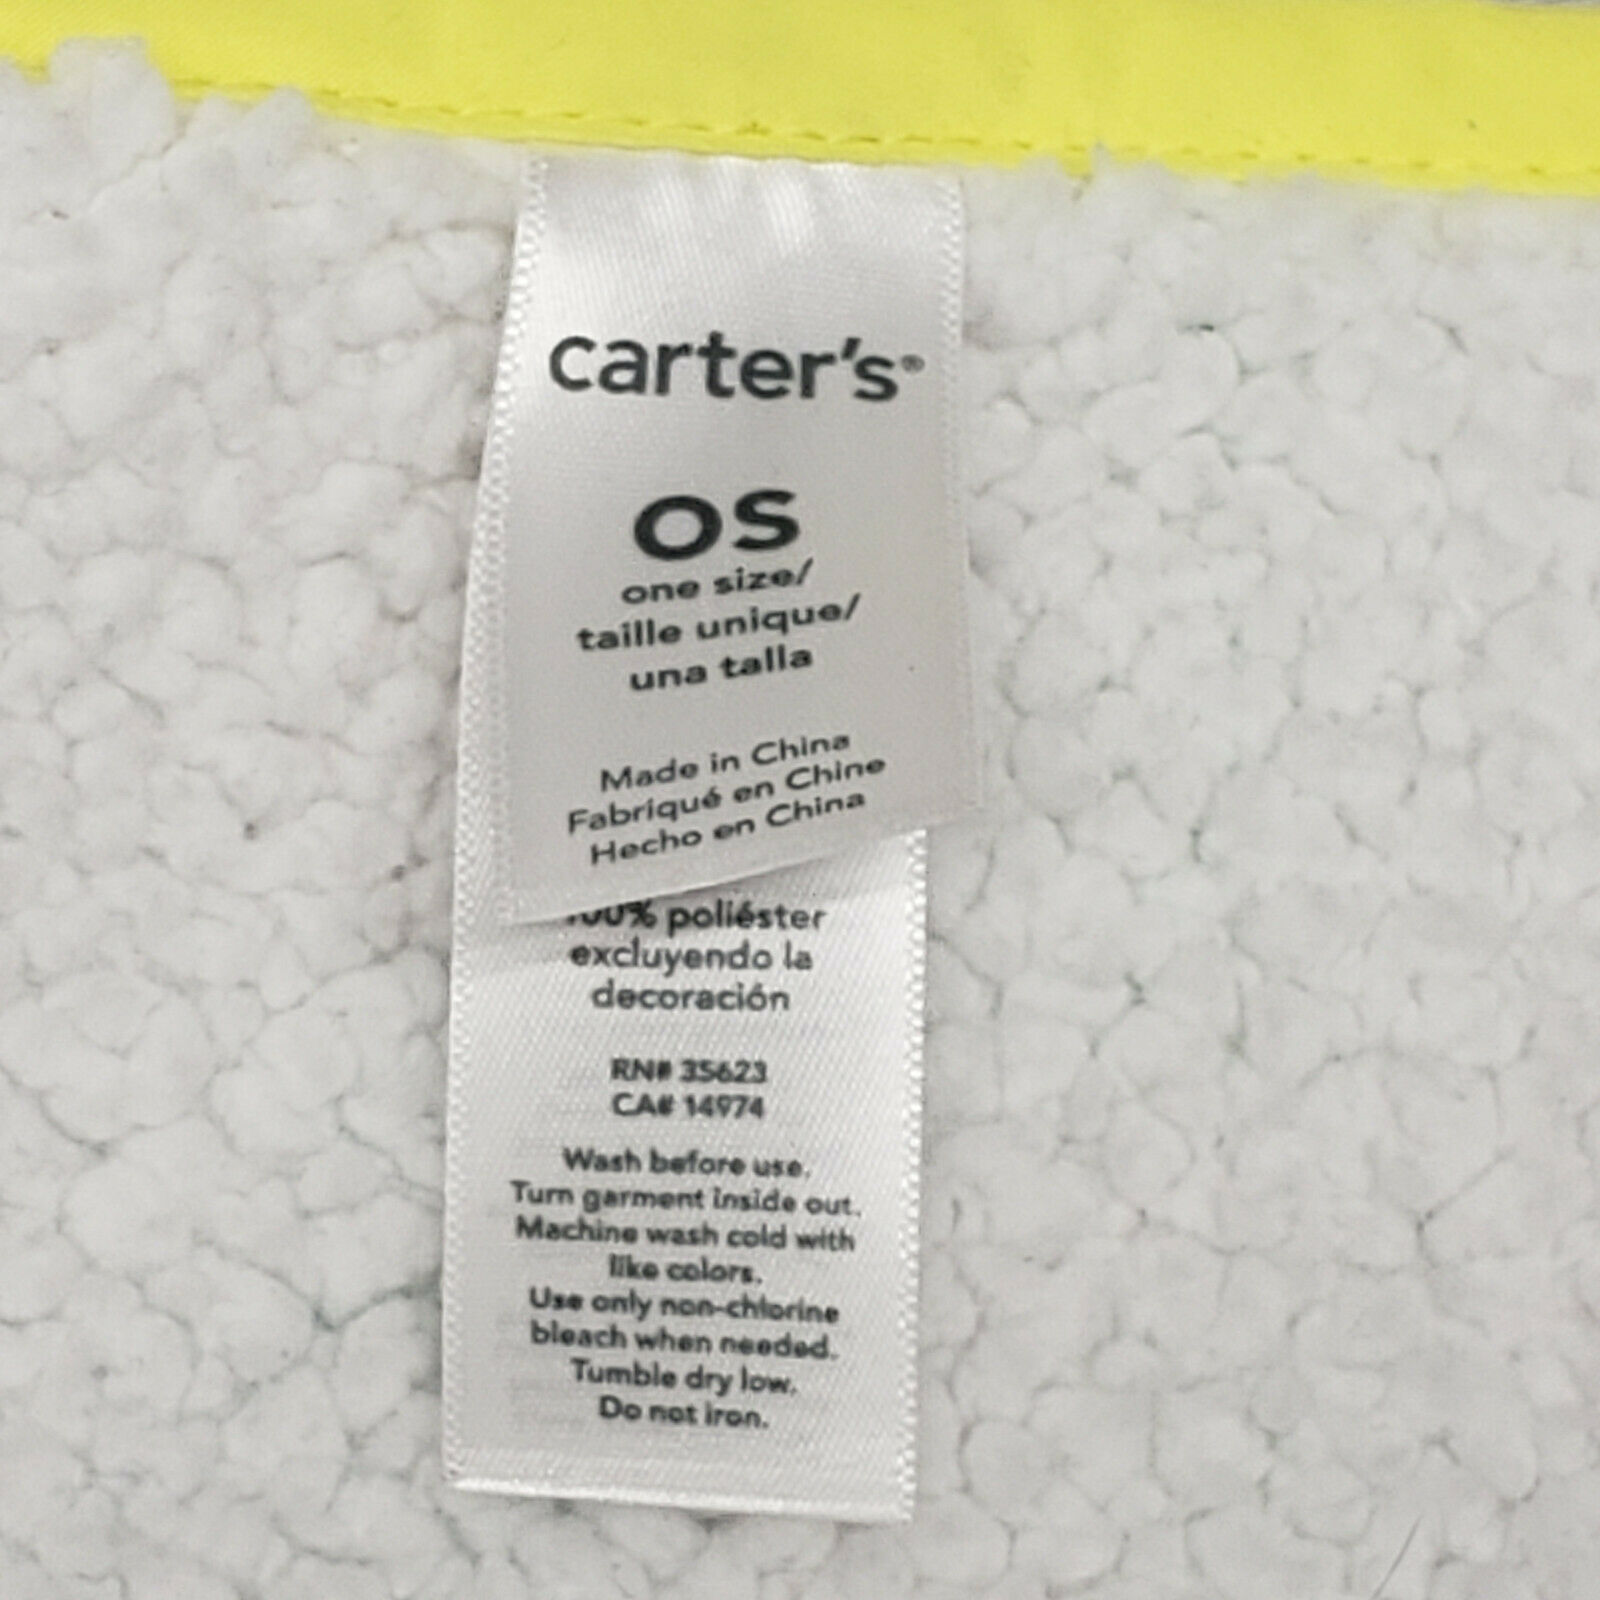 carter's®
OS
one size/
taille unique/
una talla
Made in China
Fabriqué en Chine
Hecho en China
100% poliéster
excluyendo la
decoración
RN# 35623
CA# 14974
Wash before use.
Turn garment inside out.
Machine wash cold with
like colors.
Use only non-chlorine
bleach when needed.
Tumble dry low.
Do not iron.